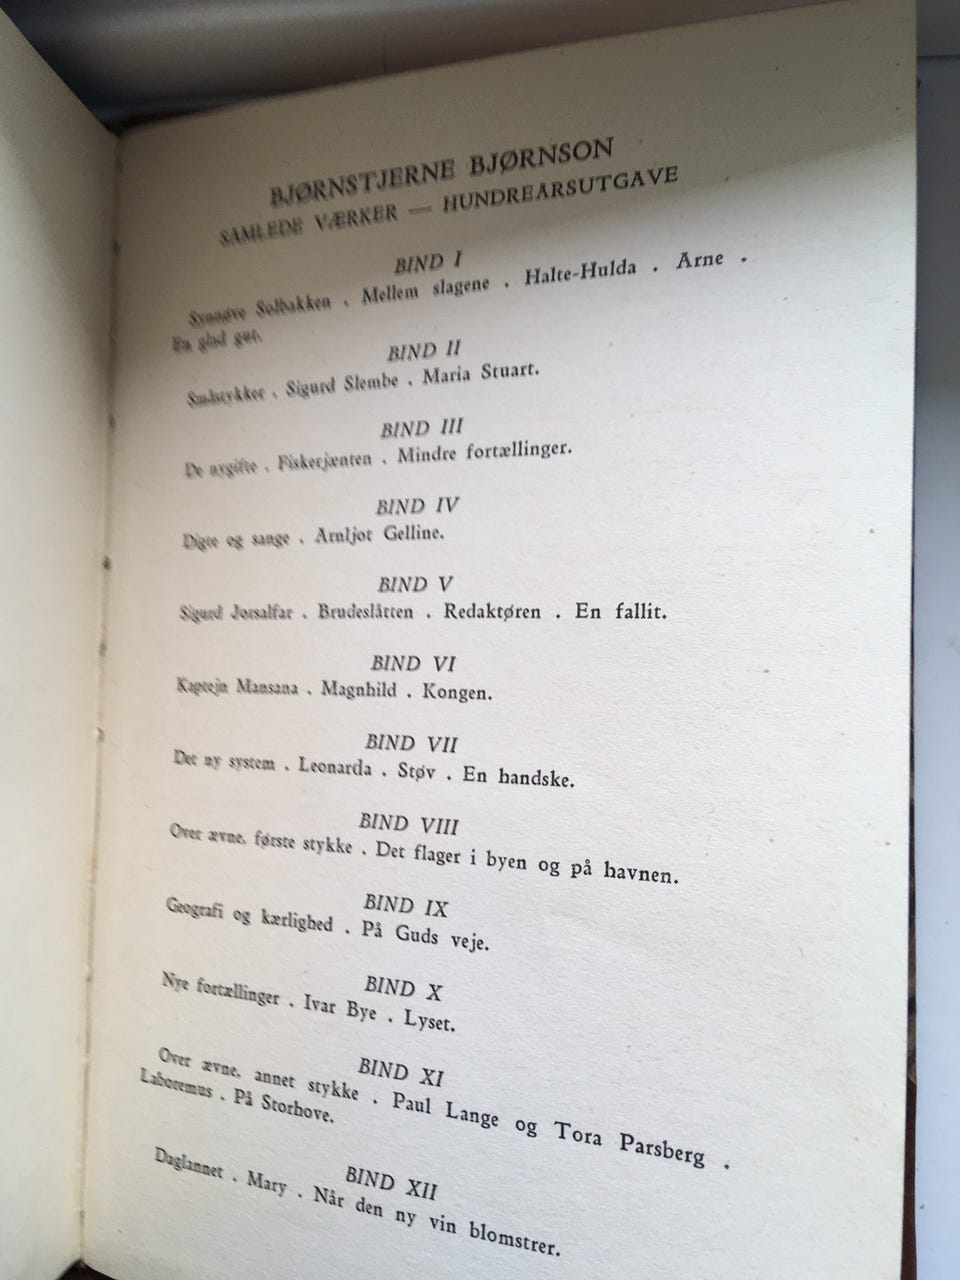 BJØRNSTJERNE BJØRNSON
SAMLEDE VÆRKER — HUNDREARSUTGAVE
BIND I
Synnøve Solbakken . Mellem slagene . Halte-Hulda . Arne .
En glad gut.
BIND II
Småstykker . Sigurd Slembe . Maria Stuart.
BIND III
De nygifte . Fiskerjænten . Mindre fortællinger.
BIND IV
Digte og sange . Arnljot Gelline.
BIND V
Sigurd Jorsalfar . Brudeslåtten . Redaktøren . En fallit.
BIND VI
Kaptejn Mansana . Magnhild . Kongen.
BIND VII
Det ny system . Leonarda . Støv . En handske.
BIND VIII
Over ævne, første stykke . Det flager i byen og på havnen.
BIND IX
Geografi og kærlighed . På Guds veje.
BIND X
Nye fortællinger . Ivar Bye . Lyset.
BIND XI
Over ævne, annet stykke . Paul Lange og Tora Parsberg .
Laboremus . På Storhove.
BIND XII
Daglannet . Mary . Når den ny vin blomstrer.